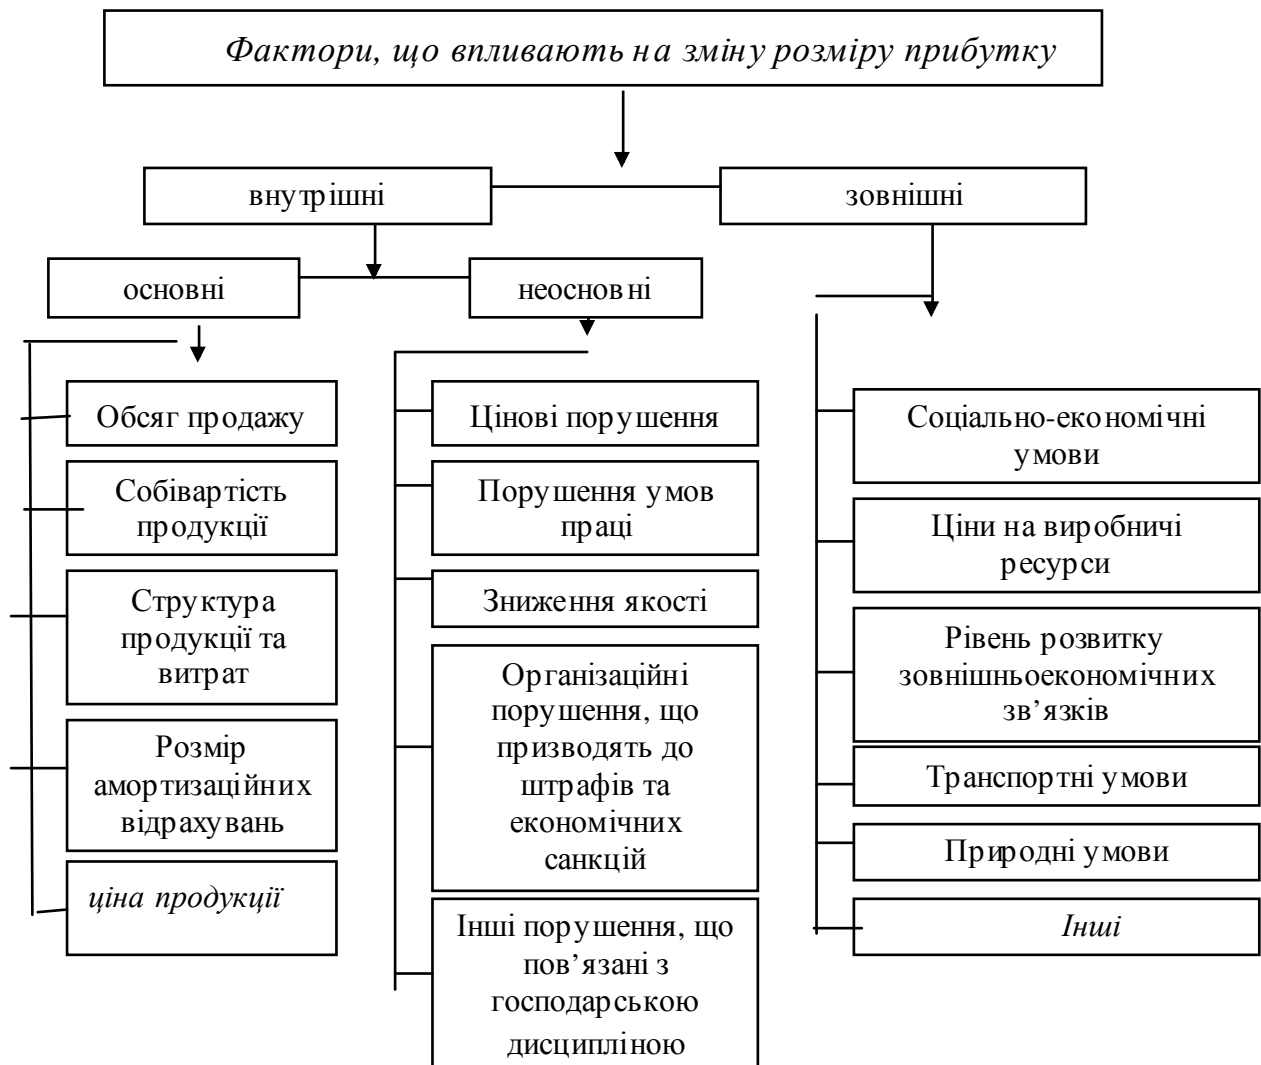 Фактори, що впливають на зміну розміру прибутку
внутрішні
зовнішні
основні
неосновні
Обсяг продажу
Собівартість
продукції
Структура
продукції та
витрат
Розмір
амортизаційних
відрахувань
ціна продукції
Цінові порушення
Порушення умов
праці
Зниження якості
Організаційні
порушення, що
призводять до
штрафів та
економічних
санкцій
Інші порушення, що
пов’язані з
господарською
дисципліною
Соціально-економічні
умови
Ціни на виробничі
ресурси
Рівень розвитку
зовнішньоекономічних
зв’язків
Транспортні умови
Природні умови
Інші